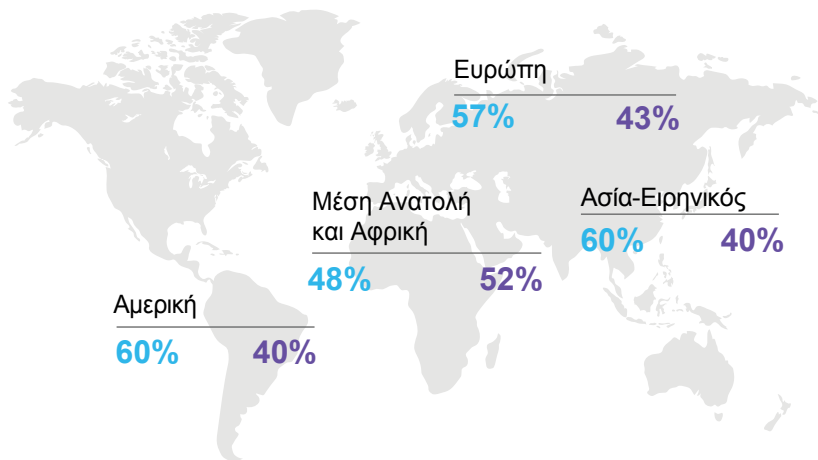 Ευρώπη
57% 43%
Μέση Ανατολή
και Αφρική
48% 52%
Ασία-Ειρηνικός
60% 40%
Αμερική
60% 40%